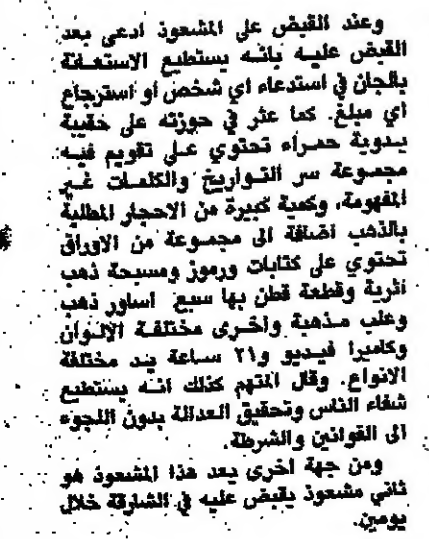 وعند القبض على المشعوذ ادعى بعد
القبض عليه بانه يستطيع الاستعانة
بالجان في استدعاء اي شخص أو استرجاع
اي مبلغ. كما عثر في حوزته على حقيبة
يدوية حمراء تحتوي على تقويم فيه
مجموعة سر التواريخ والكلمات غير
المفهومة، وكمية كبيرة من الاحجار المطلية
بالذهب اضافة الى مجموعة من الاوراق
تحتوي على كتابات ورموز ومسبحة ذهب
اثرية وقطعة قطن بها سبع اساور ذهب
وعلب مذهبة واخرى مختلفة الالوان
وكاميرا فيديو و٢١ ساعة يد مختلفة
الانواع. وقال المتهم كذلك انه يستطيع
شفاء الناس وتحقيق العدالة بدون اللجوء
الى القوانين والشرطة.
ومن جهة اخرى يعد هذا المشعوذ هو
ثاني مشعوذ يقبض عليه في الشارقة خلال
يومين.